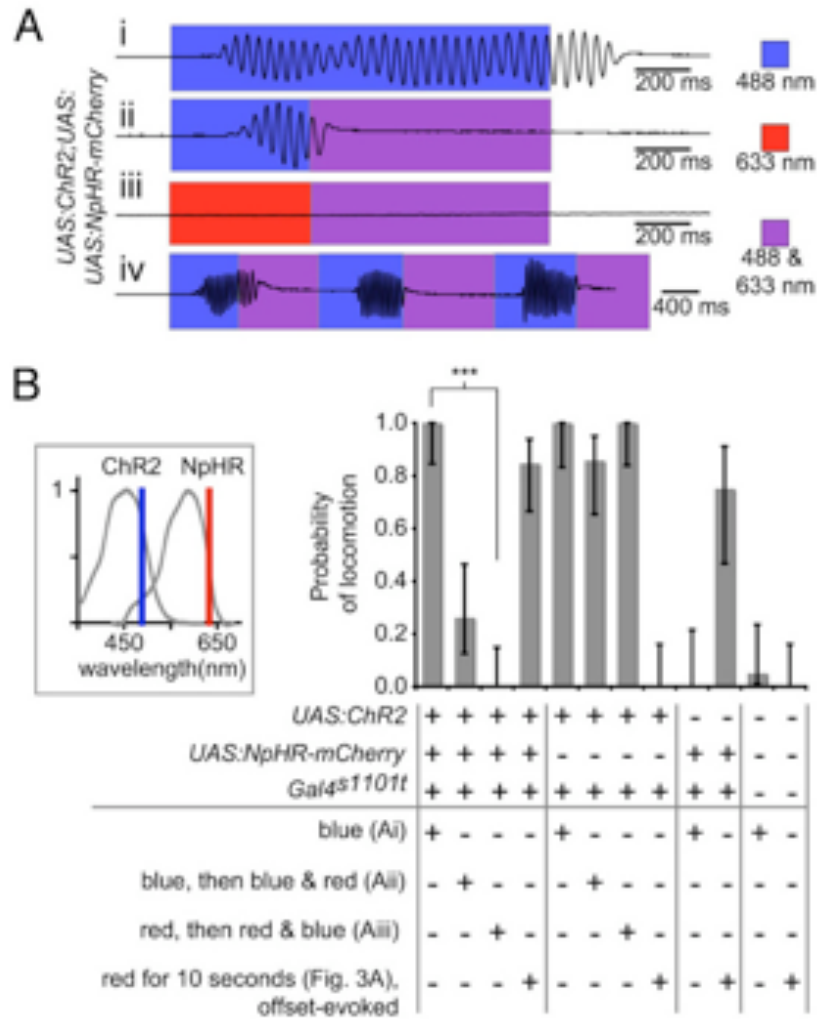 A
UAS:ChR2;UAS:
UAS:NpHR-mCherry
i
200 ms
488 nm
ii
200 ms
633 nm
iii
200 ms
488 &
633 nm
iv
400 ms
B
***
ChR2 NpHR
1
450 650
wavelength(nm)
Probability
of locomotion
1.0
0.8
0.6
0.4
0.2
0.0
UAS:ChR2 + + + + + + + + - - - -
UAS:NpHR-mCherry + + + + - - - - + + - -
Gal4s1101t + + + + + + + + + + - -
blue (Ai) + - - - + - - - + - + -
blue, then blue & red (Aii) - + - - - + - - - - - -
red, then red & blue (Aiii) - - + - - - + - - - - -
red for 10 seconds (Fig. 3A), - - - + - - - + - + - +
offset-evoked